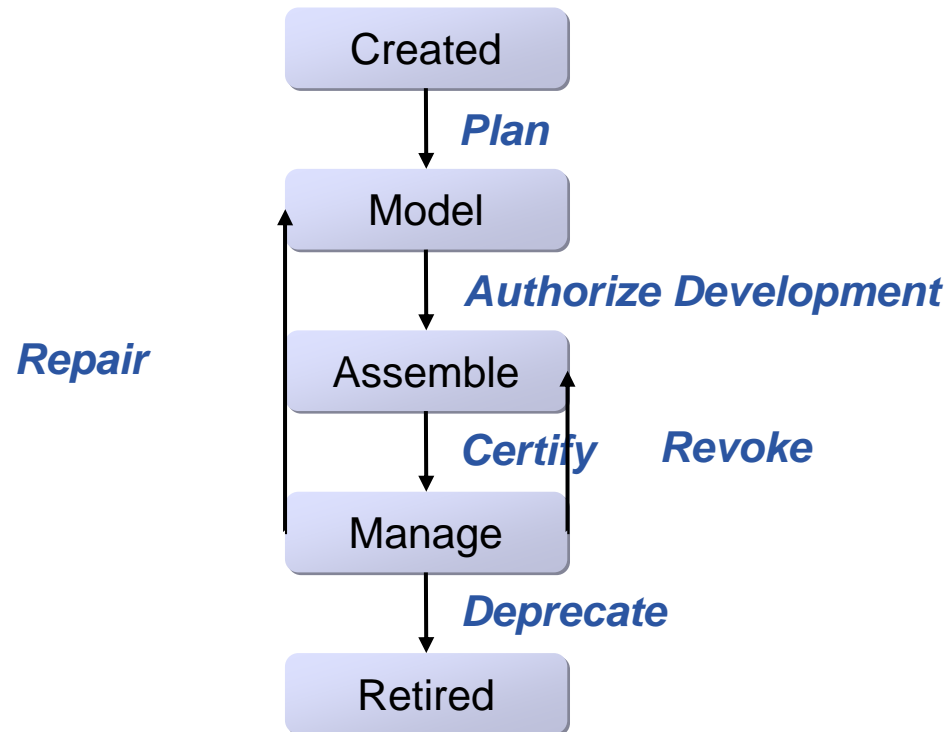 Created
Plan
Model
Authorize Development
Repair
Assemble
Certify
Revoke
Manage
Deprecate
Retired